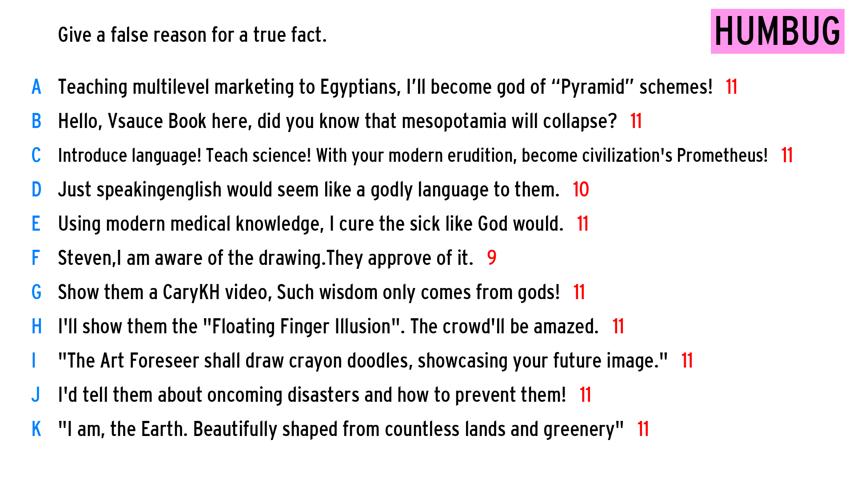 Give a false reason for a true fact.
HUMBUG
A Teaching multilevel marketing to Egyptians, I'll become god of “Pyramid” schemes! 11
B Hello, Vsauce Book here, did you know that mesopotamia will collapse? 11
C Introduce language! Teach science! With your modern erudition, become civilization's Prometheus! 11
D Just speakingenglish would seem like a godly language to them. 10
E Using modern medical knowledge, I cure the sick like God would. 11
F Steven,I am aware of the drawing.They approve of it. 9
G Show them a CaryKH video, Such wisdom only comes from gods! 11
H I'll show them the "Floating Finger Illusion". The crowd'll be amazed. 11
I "The Art Foreseer shall draw crayon doodles, showcasing your future image." 11
J I'd tell them about oncoming disasters and how to prevent them! 11
K "I am, the Earth. Beautifully shaped from countless lands and greenery" 11